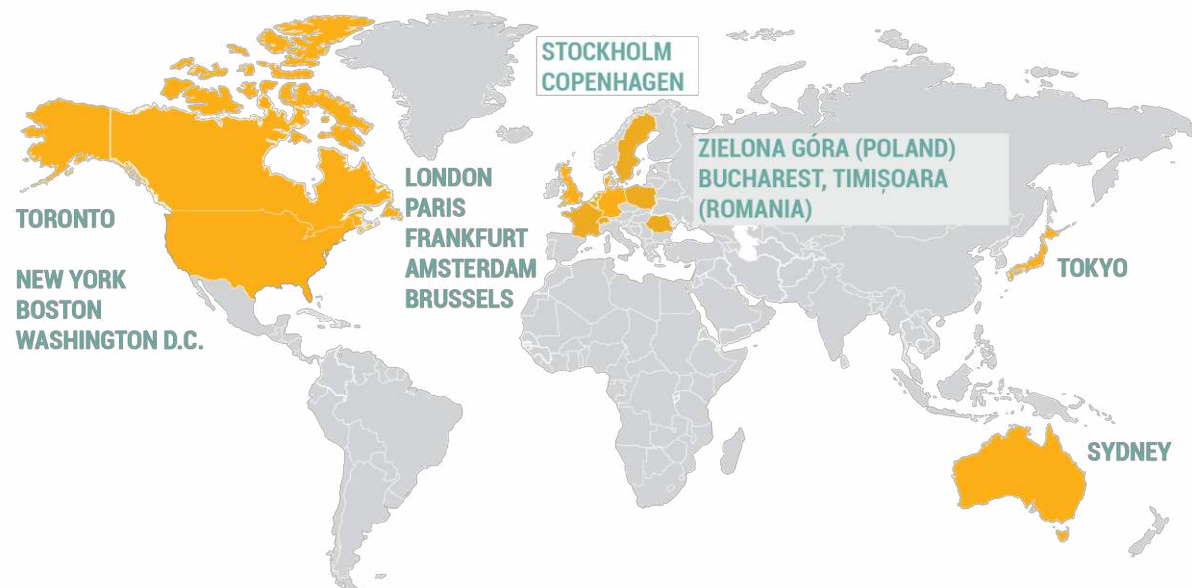 STOCKHOLM
COPENHAGEN
ZIELONA GÓRA (POLAND)
BUCHAREST, TIMIȘOARA
(ROMANIA)
LONDON
PARIS
FRANKFURT
AMSTERDAM
BRUSSELS
TORONTO
NEW YORK
BOSTON
WASHINGTON D.C.
TOKYO
SYDNEY